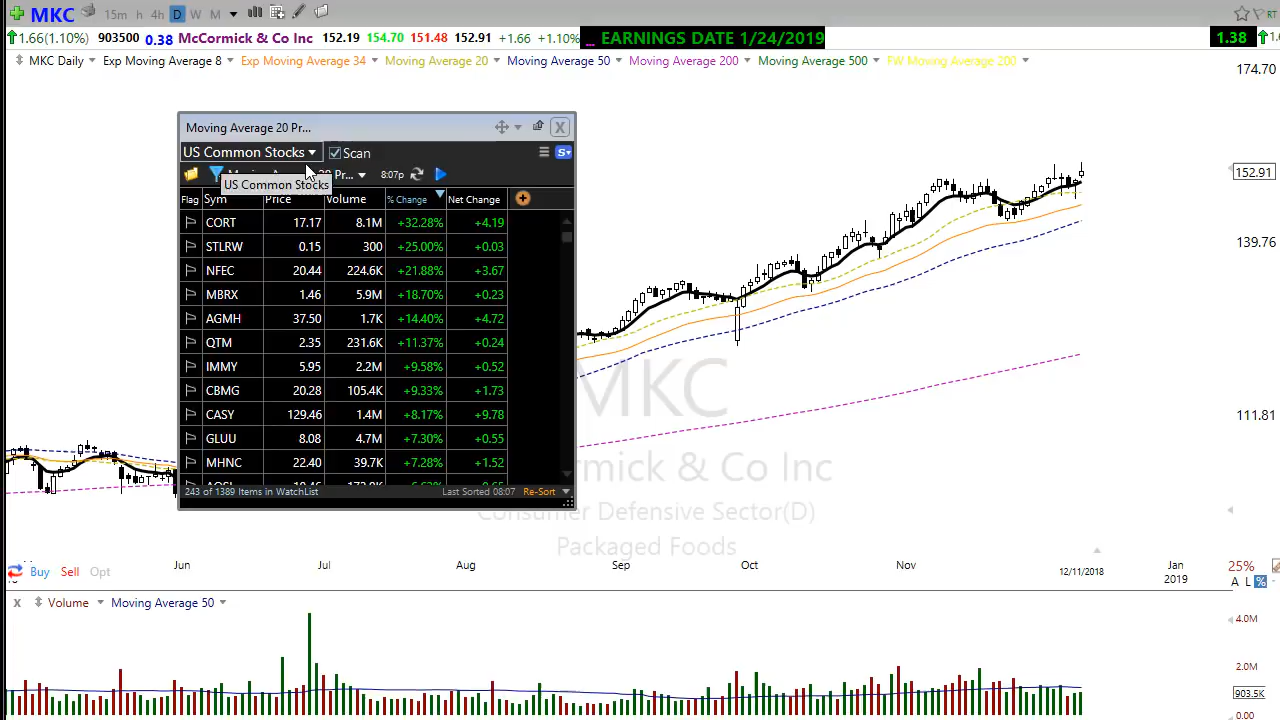 MKC 15m h 4h D W M RT
1.66(1.10%) 903500 0.38 McCormick & Co Inc 152.19 154.70 151.48 152.91 +1.66 +1.10% EARNINGS DATE 1/24/2019 1.38
MKC Daily Exp Moving Average 8 Exp Moving Average 34 Moving Average 20 Moving Average 50 Moving Average 200 Moving Average 500 FW Moving Average 200
174.70
Moving Average 20 Pr... X
US Common Stocks Scan S
Pr... 8:07p
US Common Stocks
152.91
Flag Sym Price Volume % Change Net Change
CORT 17.17 8.1M +32.28% +4.19
STLRW 0.15 300 +25.00% +0.03
139.76
NFEC 20.44 224.6K +21.88% +3.67
MBRX 1.46 5.9M +18.70% +0.23
AGMH 37.50 1.7K +14.40% +4.72
QTM 2.35 231.6K +11.37% +0.24
IMMY 5.95 2.2M +9.58% +0.52
CBMG 20.28 105.4K +9.33% +1.73
MKC
CASY 129.46 1.4M +8.17% +9.78
111.81
GLUU 8.08 4.7M +7.30% +0.55
MHNC 22.40 39.7K +7.28% +1.52
rmick & Co Inc
243 of 1389 Items in WatchList Last Sorted 08:07 Re-Sort
Consumer Defensive Sector(D)
Packaged Foods
Jun Jul Aug Sep Oct Nov 12/11/2018 Jan 2019
25%
Buy Sell Opt
A L %
X Volume Moving Average 50
4.0M
2.0M
903.5K
0.00